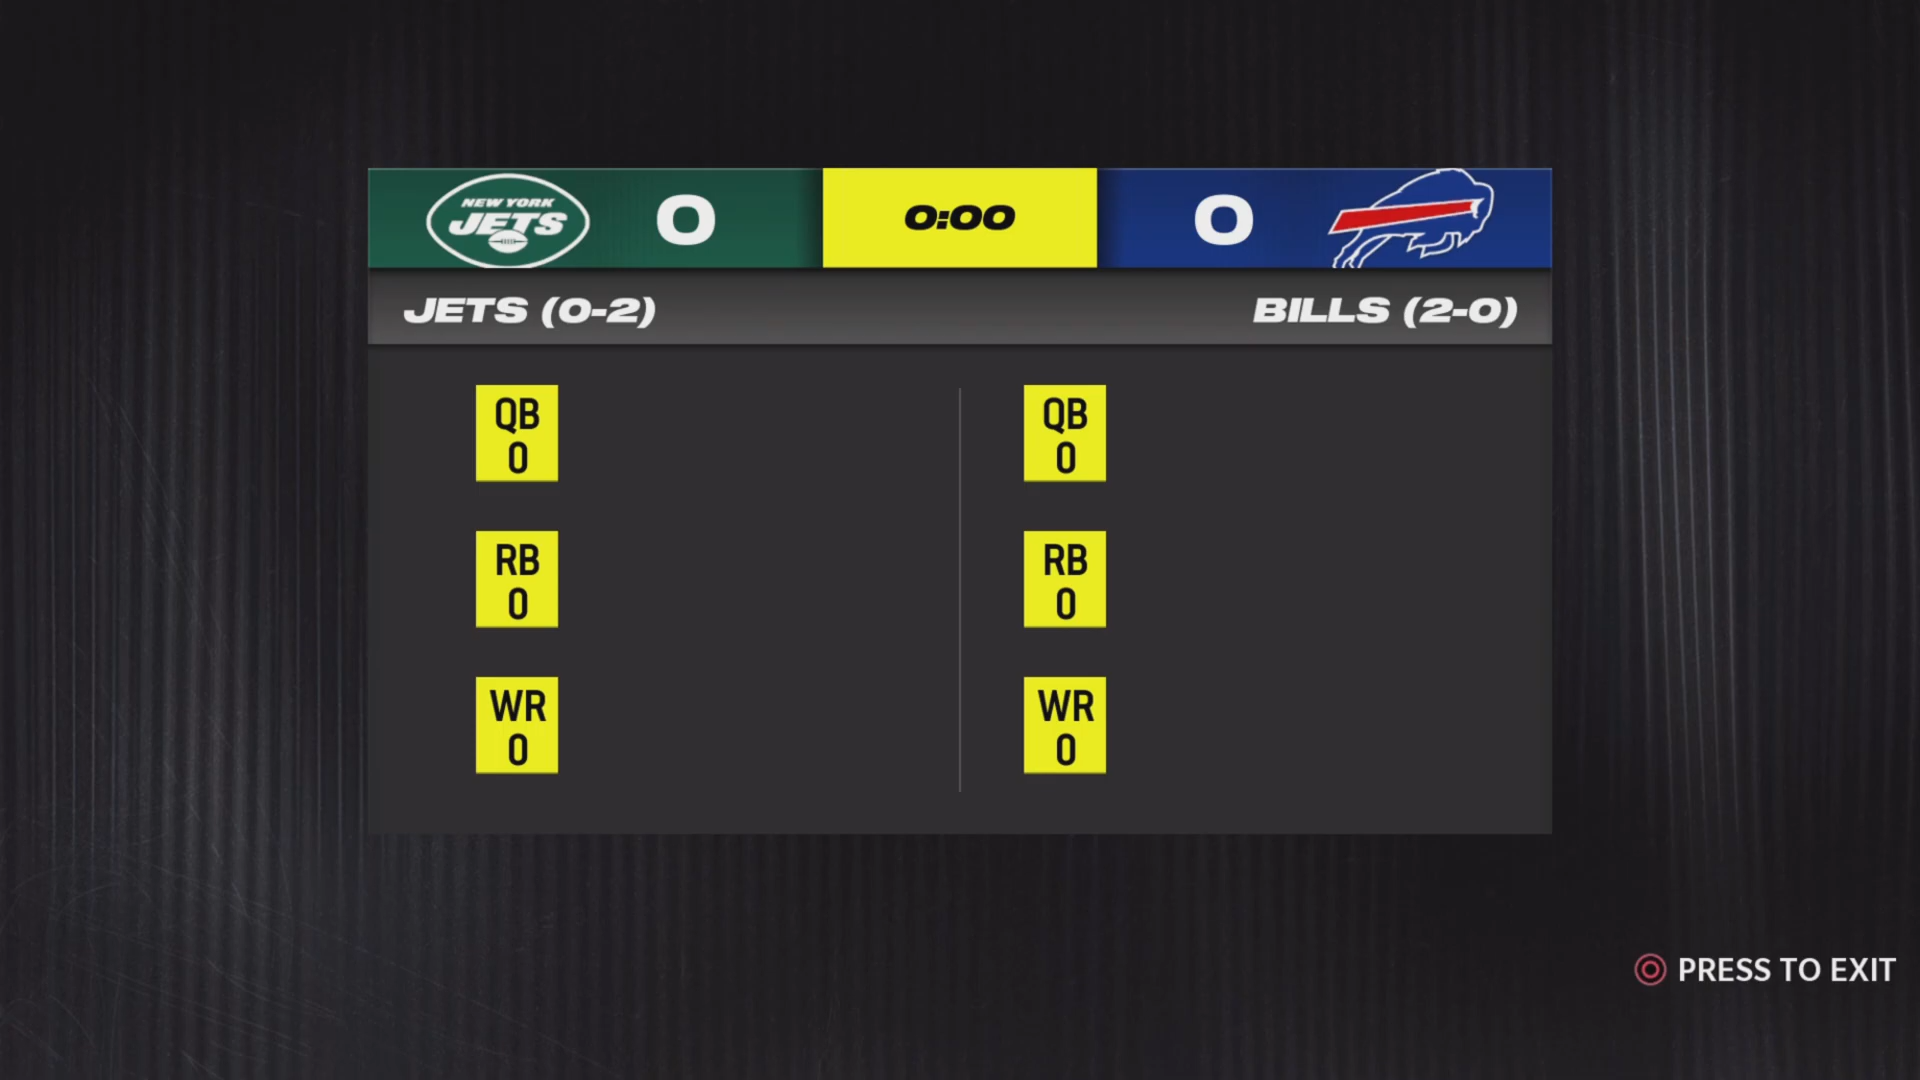 NEW YORK
JETS
0
0:00
0
JETS (0-2)
BILLS (2-0)
QB
0
QB
0
RB
0
RB
0
WR
0
WR
0
PRESS TO EXIT